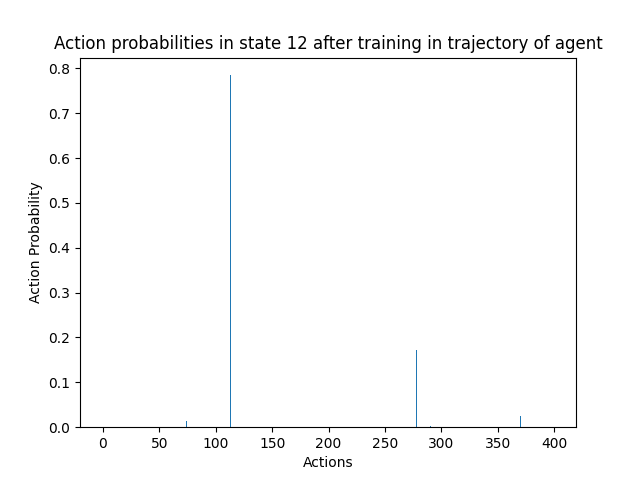 Action probabilities in state 12 after training in trajectory of agent
0.8
0.7
0.6
0.5
0.4
0.3
0.2
0.1
0.0
Action Probability
0 50 100 150 200 250 300 350 400
Actions